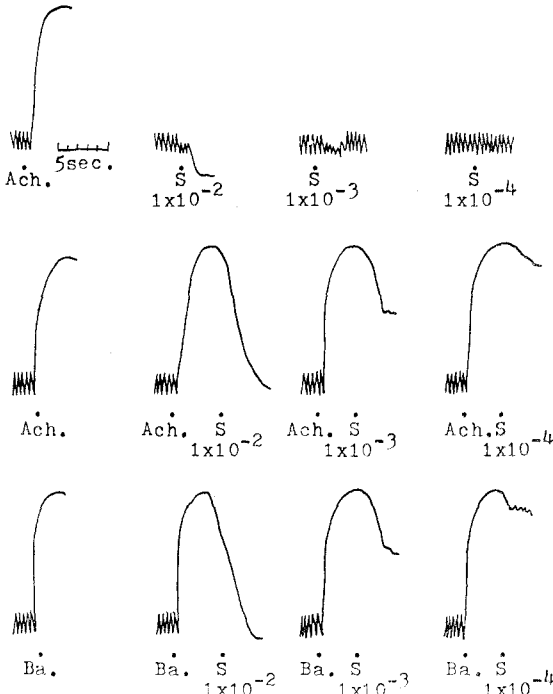 Ach. 5sec. S S S
1x10⁻² 1x10⁻³ 1x10⁻⁴
Ach. Ach. S Ach. S Ach. S
1x10⁻² 1x10⁻³ 1x10⁻⁴
Ba. Ba. S Ba. S Ba. S
1x10⁻² 1x10⁻³ 1x10⁻⁴